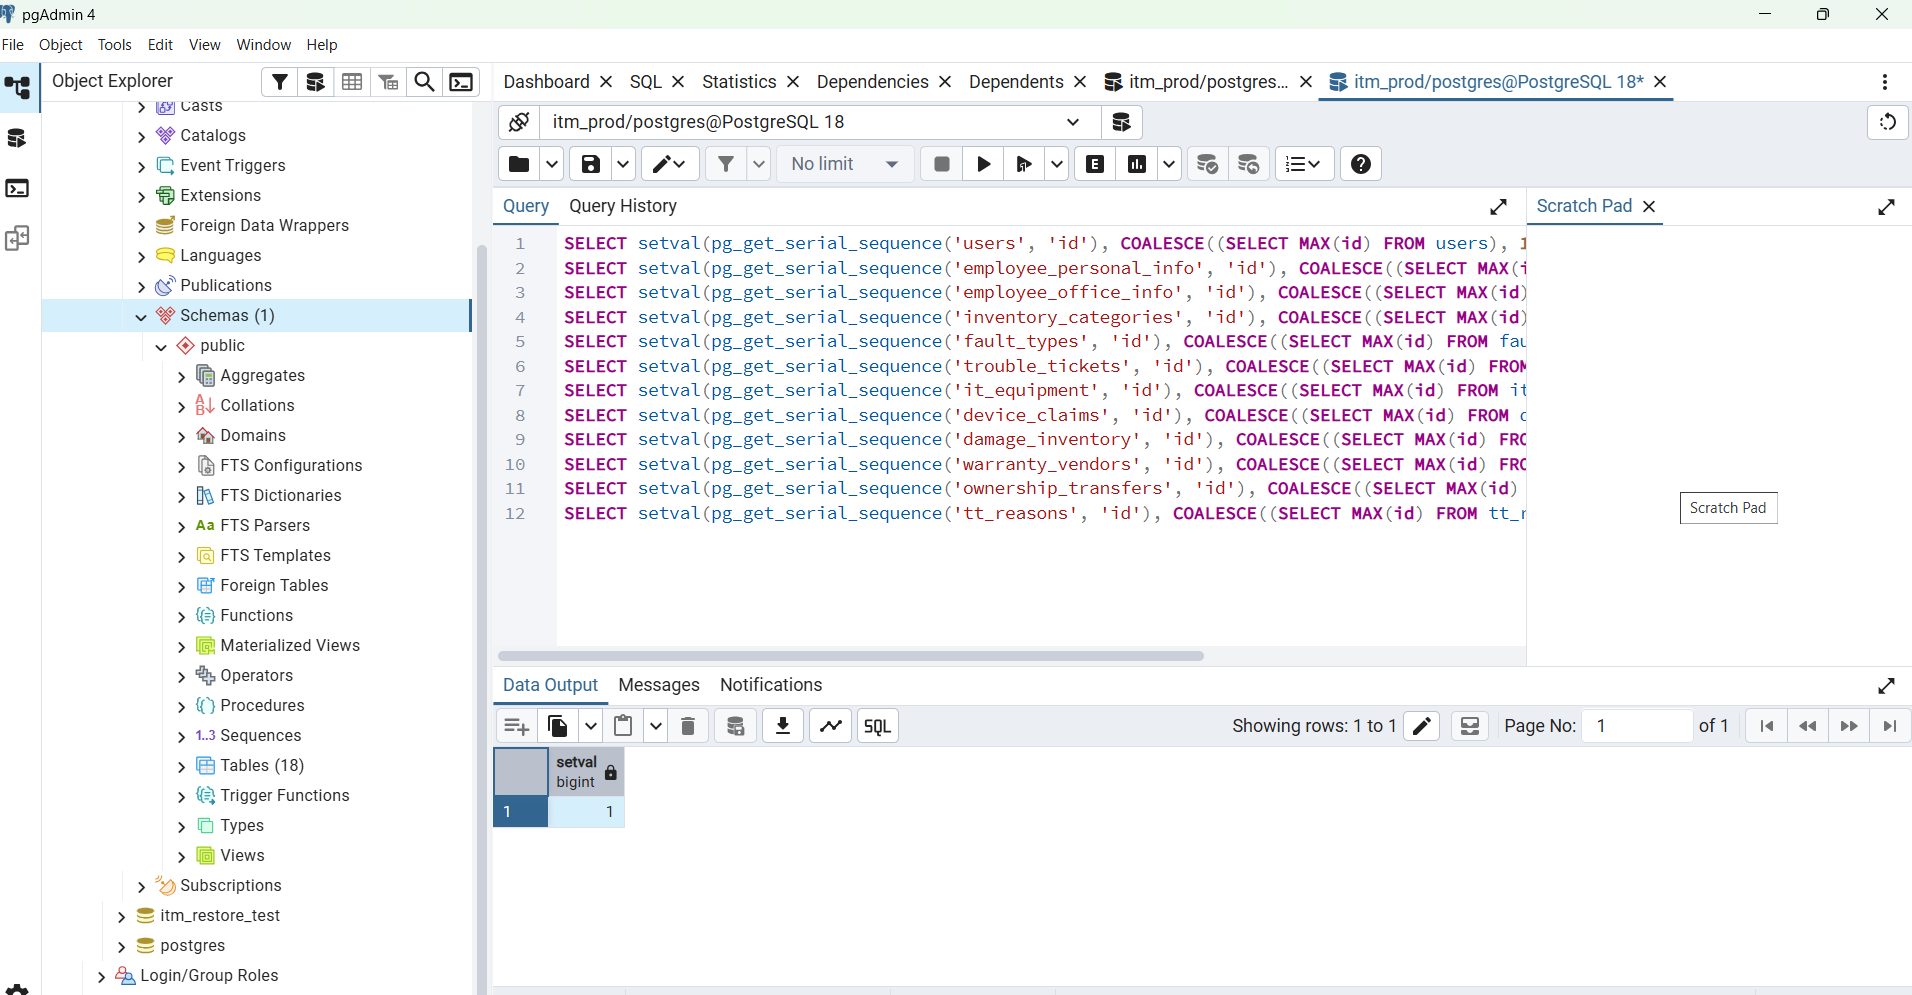 pgAdmin 4
File Object Tools Edit View Window Help
Object Explorer
Casts
Catalogs
Event Triggers
Extensions
Foreign Data Wrappers
Languages
Publications
Schemas (1)
public
Aggregates
Collations
Domains
FTS Configurations
FTS Dictionaries
Aa FTS Parsers
FTS Templates
Foreign Tables
Functions
Materialized Views
Operators
Procedures
1..3 Sequences
Tables (18)
Trigger Functions
Types
Views
Subscriptions
itm_restore_test
postgres
Login/Group Roles
Dashboard SQL Statistics Dependencies Dependents itm_prod/postgres... itm_prod/postgres@PostgreSQL 18*
itm_prod/postgres@PostgreSQL 18
No limit E
Query Query History
1 SELECT setval(pg_get_serial_sequence('users', 'id'), COALESCE((SELECT MAX(id) FROM users), 1
2 SELECT setval(pg_get_serial_sequence('employee_personal_info', 'id'), COALESCE((SELECT MAX(i
3 SELECT setval(pg_get_serial_sequence('employee_office_info', 'id'), COALESCE((SELECT MAX(id)
4 SELECT setval(pg_get_serial_sequence('inventory_categories', 'id'), COALESCE((SELECT MAX(id)
5 SELECT setval(pg_get_serial_sequence('fault_types', 'id'), COALESCE((SELECT MAX(id) FROM fau
6 SELECT setval(pg_get_serial_sequence('trouble_tickets', 'id'), COALESCE((SELECT MAX(id) FROM
7 SELECT setval(pg_get_serial_sequence('it_equipment', 'id'), COALESCE((SELECT MAX(id) FROM it
8 SELECT setval(pg_get_serial_sequence('device_claims', 'id'), COALESCE((SELECT MAX(id) FROM d
9 SELECT setval(pg_get_serial_sequence('damage_inventory', 'id'), COALESCE((SELECT MAX(id) FRO
10 SELECT setval(pg_get_serial_sequence('warranty_vendors', 'id'), COALESCE((SELECT MAX(id) FRO
11 SELECT setval(pg_get_serial_sequence('ownership_transfers', 'id'), COALESCE((SELECT MAX(id)
12 SELECT setval(pg_get_serial_sequence('tt_reasons', 'id'), COALESCE((SELECT MAX(id) FROM tt_r
Scratch Pad
Scratch Pad
Data Output Messages Notifications
SQL Showing rows: 1 to 1 Page No: 1 of 1
setval
bigint
1 1